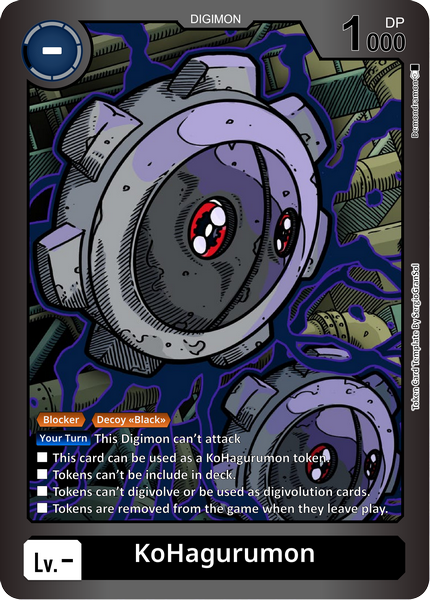 DIGIMON
-
1000
DP
Demondramon
Token Card Template By SergioGranSol
Blocker Decoy «Black»
Your Turn This Digimon can't attack
This card can be used as a KoHagurumon token.
Tokens can't be include in deck.
Tokens can't digivolve or be used as digivolution cards.
Tokens are removed from the game when they leave play.
Lv.-
KoHagurumon